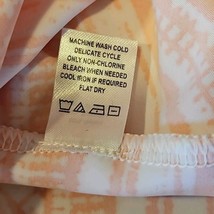 MACHINE WASH COLD
DELICATE CYCLE
ONLY NON-CHLORINE
BLEACH WHEN NEEDED
COOL IRON IF REQUIRED
FLAT DRY